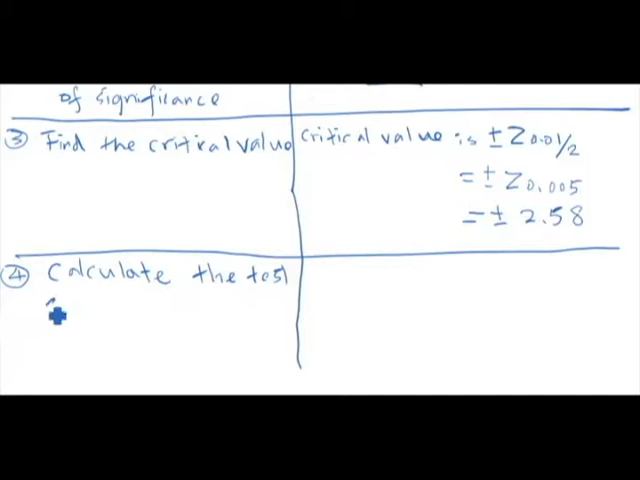 of significance
③ Find the critical value
critical value is ± Z0.01/2
= ± Z0.005
= ± 2.58
④ Calculate the test